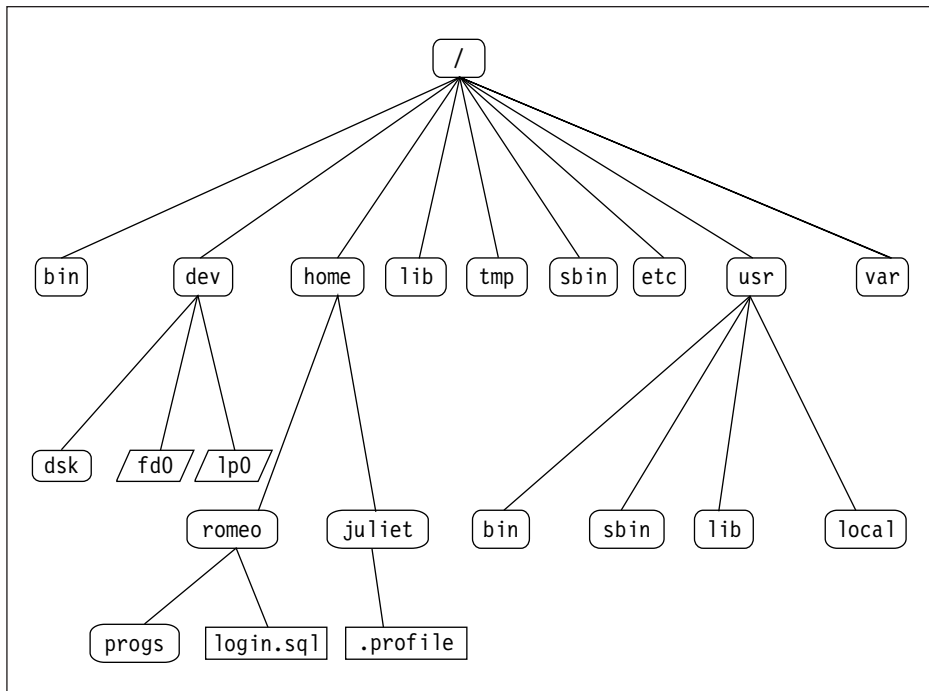 /
bin dev home lib tmp sbin etc usr var
dsk fd0 lp0
romeo juliet bin sbin lib local
progs login.sql .profile